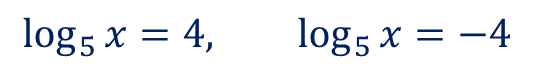 log₅ x = 4,  log₅ x = −4